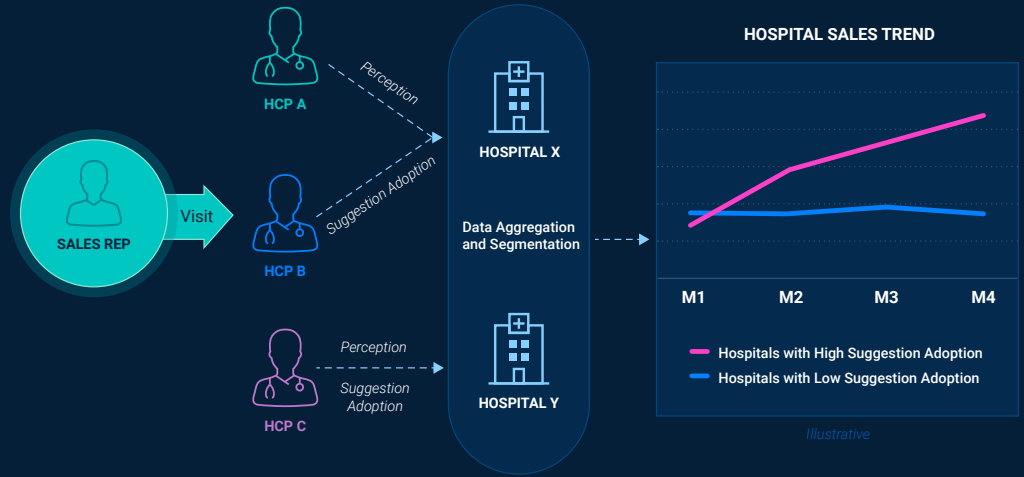 SALES REP
Visit
HCP A
HCP B
HCP C
Perception
Suggestion Adoption
Perception
Suggestion
Adoption
HOSPITAL X
Data Aggregation
and Segmentation
HOSPITAL Y
HOSPITAL SALES TREND
M1 M2 M3 M4
Hospitals with High Suggestion Adoption
Hospitals with Low Suggestion Adoption
Illustrative